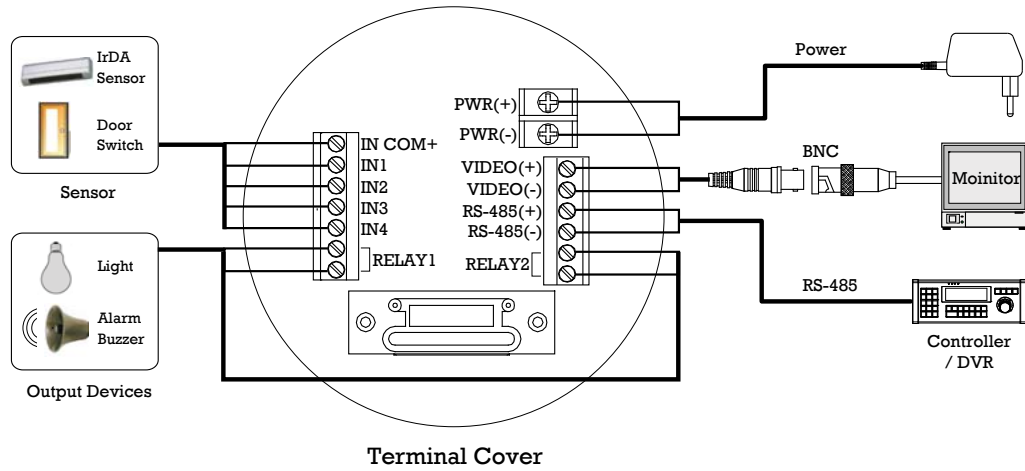 IrDA
Sensor
Door
Switch
Sensor
Light
Alarm
Buzzer
Output Devices
IN COM+
IN1
IN2
IN3
IN4
RELAY1
PWR(+)
PWR(-)
VIDEO(+)
VIDEO(-)
RS-485(+)
RS-485(-)
RELAY2
Power
BNC
Moinitor
RS-485
Controller
/ DVR
Terminal Cover